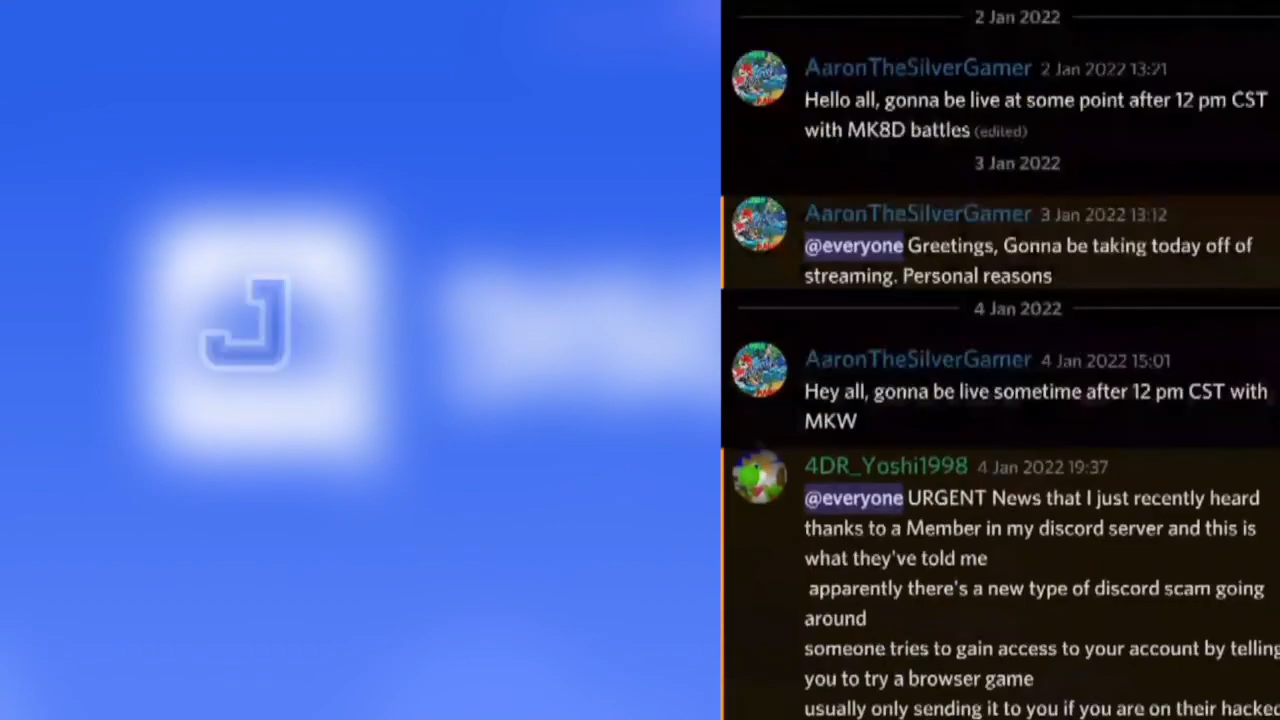 J
2 Jan 2022
AaronTheSilverGamer 2 Jan 2022 13:21
Hello all, gonna be live at some point after 12 pm CST
with MK8D battles (edited)
3 Jan 2022
AaronTheSilverGamer 3 Jan 2022 13:12
@everyone Greetings, Gonna be taking today off of
streaming. Personal reasons
4 Jan 2022
AaronTheSilverGamer 4 Jan 2022 15:01
Hey all, gonna be live sometime after 12 pm CST with
MKW
4DR_Yoshi1998 4 Jan 2022 19:37
@everyone URGENT News that I just recently heard
thanks to a Member in my discord server and this is
what they've told me
apparently there's a new type of discord scam going
around
someone tries to gain access to your account by telling
you to try a browser game
usually only sending it to you if you are on their hacked